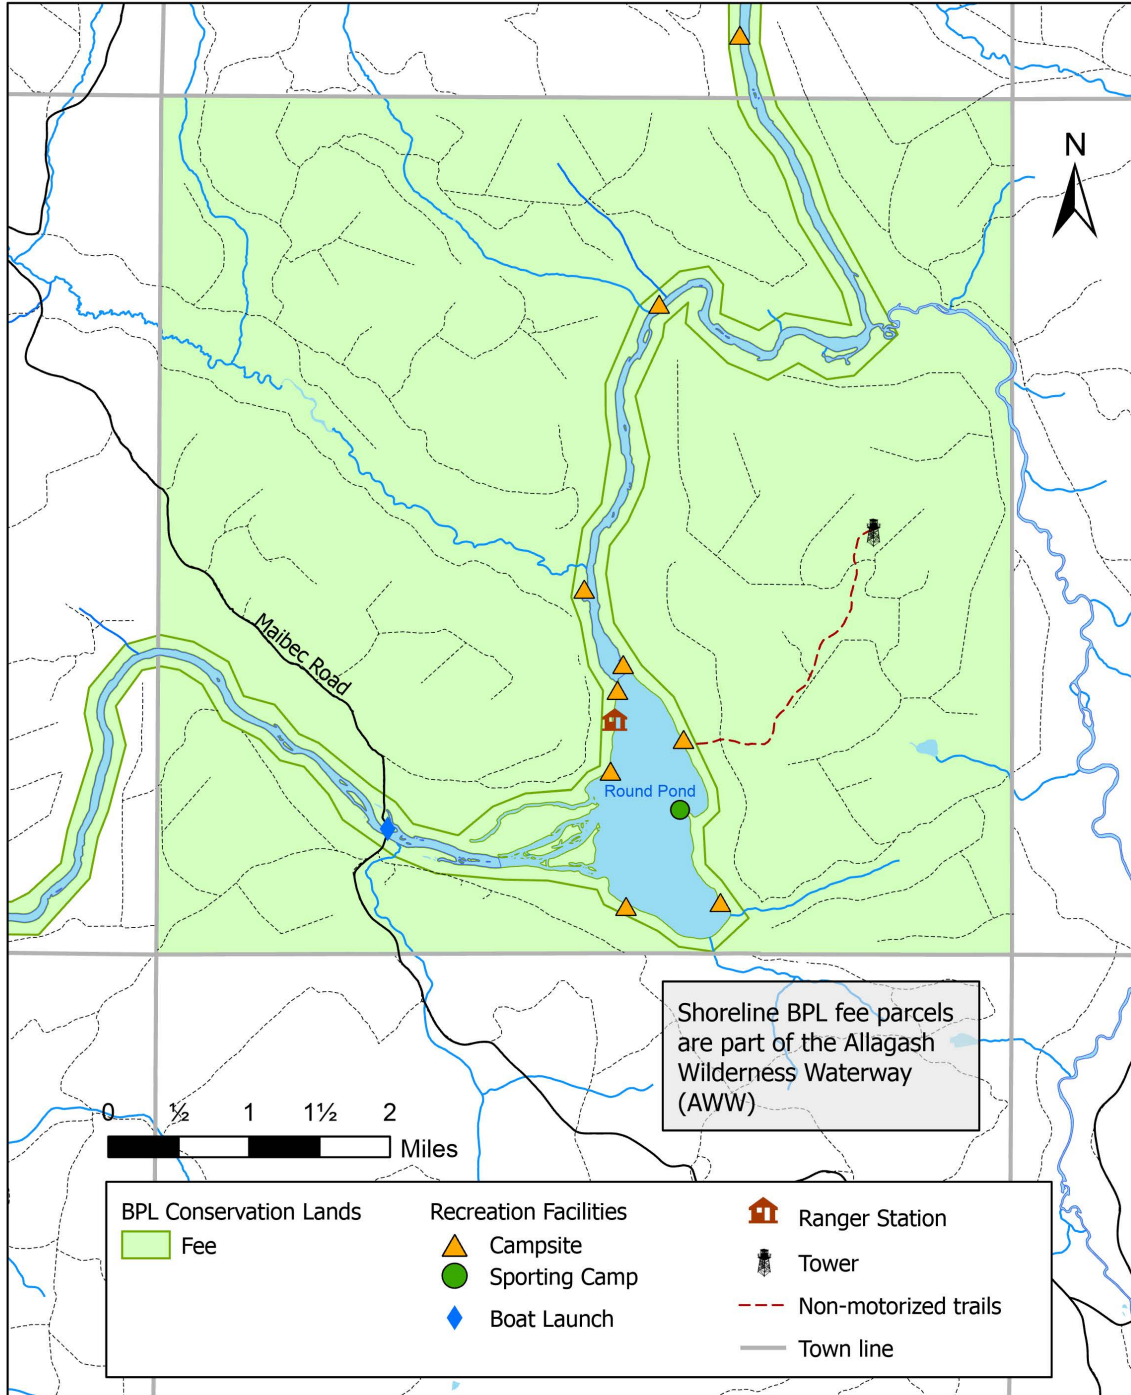 N
Maibec Road
Round Pond
Shoreline BPL fee parcels
are part of the Allagash
Wilderness Waterway
(AWW)
0 ½ 1 1½ 2
Miles
BPL Conservation Lands
Fee
Recreation Facilities
Campsite
Sporting Camp
Boat Launch
Ranger Station
Tower
Non-motorized trails
Town line